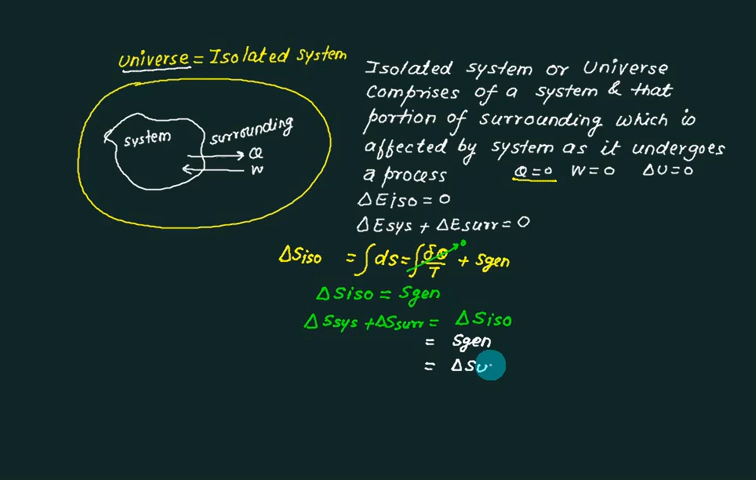 universe = Isolated system
Isolated system or Universe
comprises of a system & that
portion of surrounding which is
affected by system as it undergoes
a process Q=0 W=0 ΔU=0
system
surrounding
Q
W
ΔEiso = 0
ΔEsys + ΔEsurr = 0
ΔSiso = ∫ds = ∫δQ/T 0 + Sgen
ΔSiso = Sgen
ΔSsys + ΔSsurr = ΔSiso
= Sgen
= ΔSu